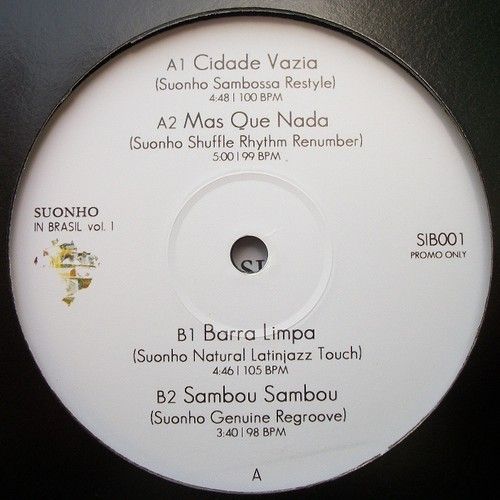 A1 Cidade Vazia
(Suonho Sambossa Restyle)
4:48 | 100 BPM
A2 Mas Que Nada
(Suonho Shuffle Rhythm Renumber)
5:00 | 99 BPM
SUONHO
IN BRASIL vol. 1
SIB001
PROMO ONLY
SU
B1 Barra Limpa
(Suonho Natural Latinjazz Touch)
4:46 | 105 BPM
B2 Sambou Sambou
(Suonho Genuine Regroove)
3:40 | 98 BPM
A